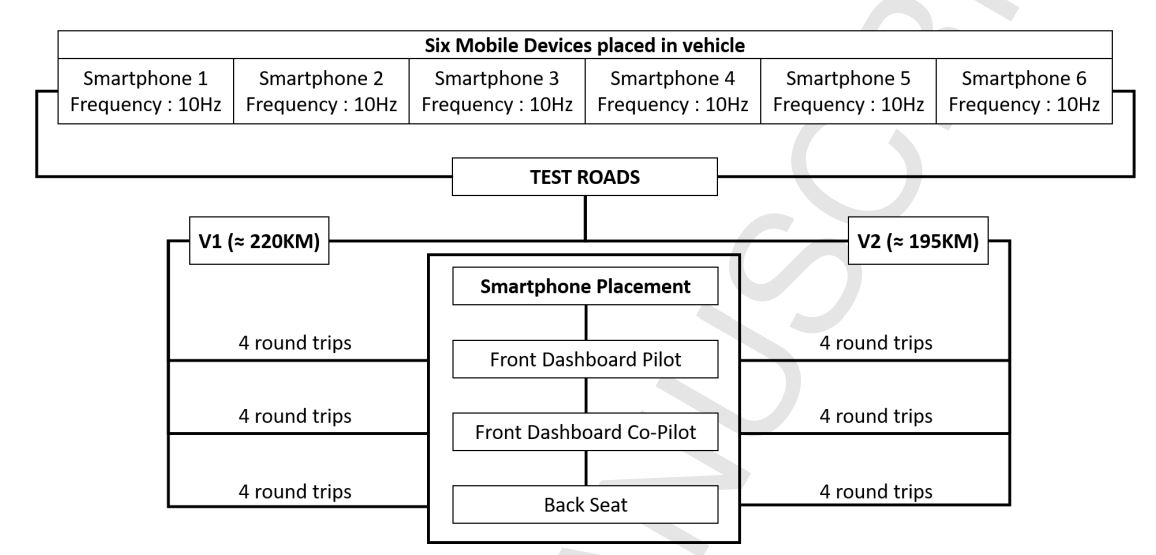 Six Mobile Devices placed in vehicle
Smartphone 1 Smartphone 2 Smartphone 3 Smartphone 4 Smartphone 5 Smartphone 6
Frequency : 10Hz Frequency : 10Hz Frequency : 10Hz Frequency : 10Hz Frequency : 10Hz Frequency : 10Hz
TEST ROADS
V1 (≈ 220KM) V2 (≈ 195KM)
Smartphone Placement
4 round trips Front Dashboard Pilot 4 round trips
4 round trips Front Dashboard Co-Pilot 4 round trips
4 round trips Back Seat 4 round trips